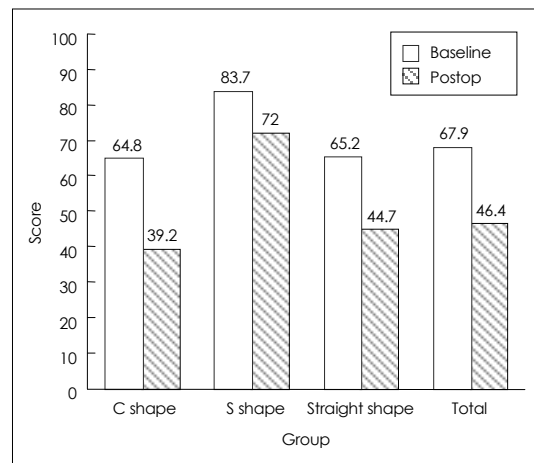 100
90
80
70
60
50
40
30
20
10
0
Score
Baseline
Postop
64.8
39.2
83.7
72
65.2
44.7
67.9
46.4
C shape
S shape
Straight shape
Total
Group